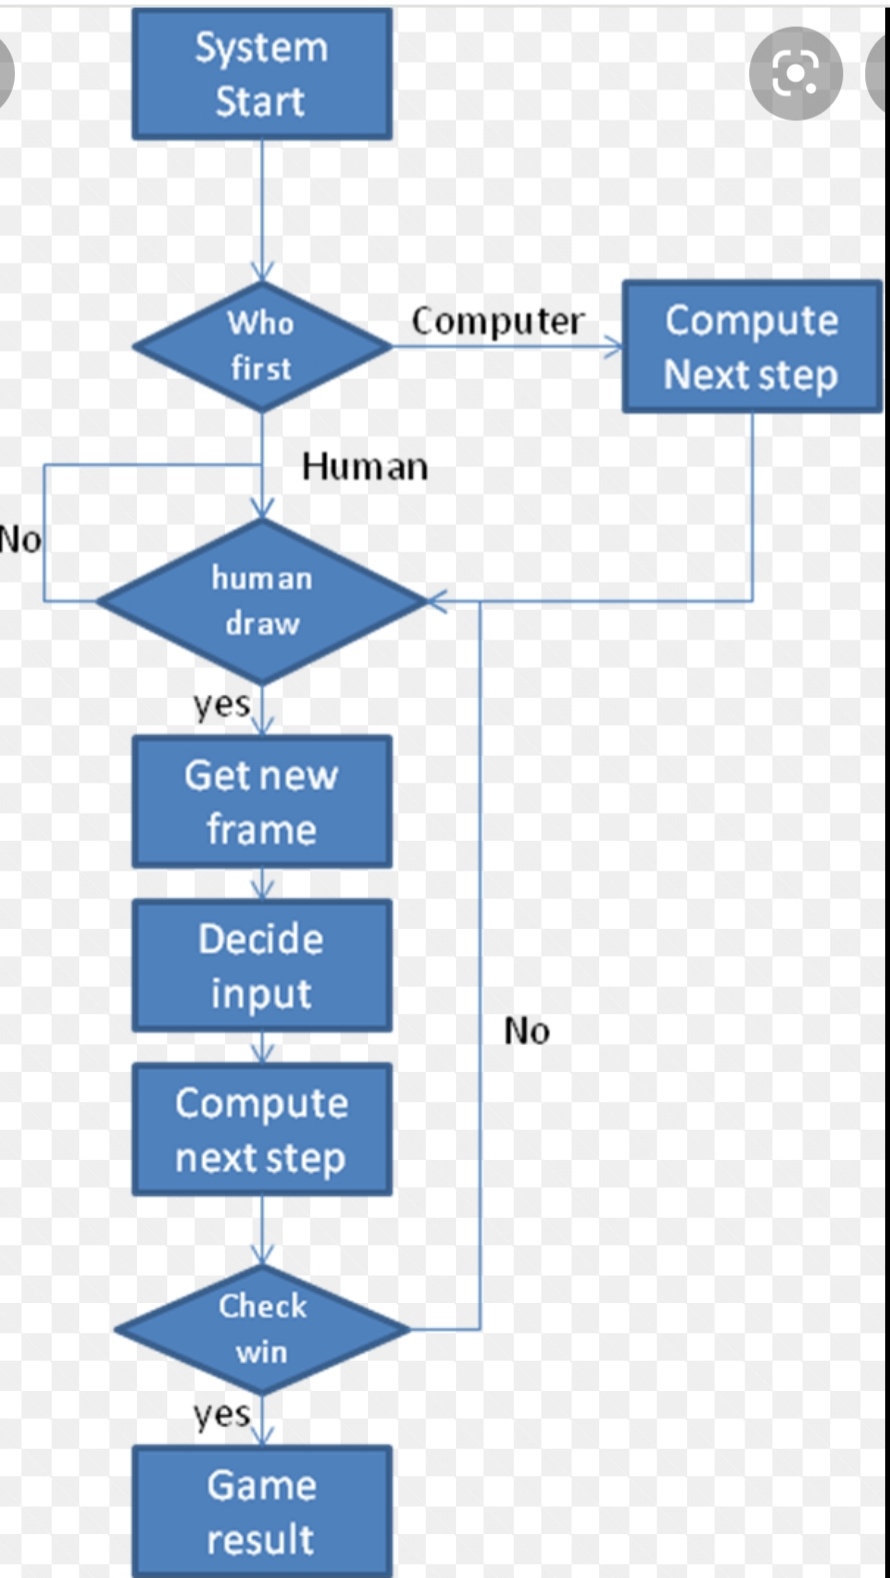 System
Start
Who
first
Computer
Compute
Next step
Human
No
human
draw
yes
Get new
frame
Decide
input
No
Compute
next step
Check
win
yes
Game
result